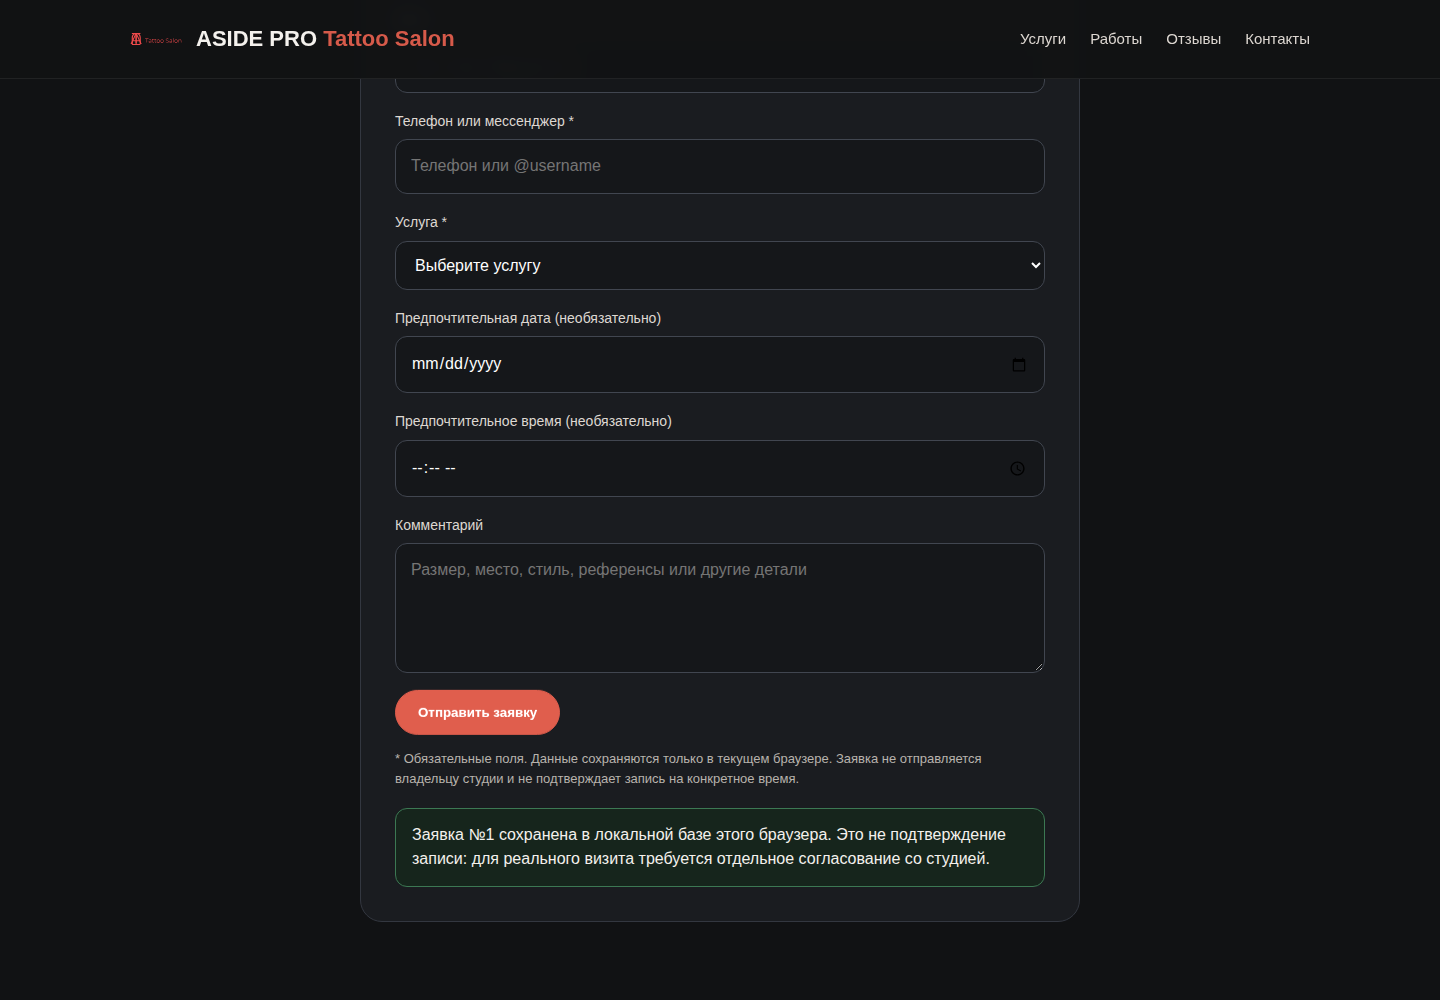 Tattoo Salon
ASIDE PRO Tattoo Salon
Услуги
Работы
Отзывы
Контакты
Телефон или мессенджер *
Телефон или @username
Услуга *
Выберите услугу
Предпочтительная дата (необязательно)
mm/dd/yyyy
Предпочтительное время (необязательно)
--:-- --
Комментарий
Размер, место, стиль, референсы или другие детали
Отправить заявку
* Обязательные поля. Данные сохраняются только в текущем браузере. Заявка не отправляется
владельцу студии и не подтверждает запись на конкретное время.
Заявка №1 сохранена в локальной базе этого браузера. Это не подтверждение
записи: для реального визита требуется отдельное согласование со студией.